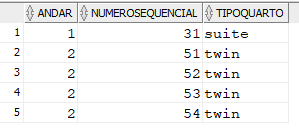 ANDAR NUMEROSEQUENCIAL TIPOQUARTO
1 1 31 suite
2 2 51 twin
3 2 52 twin
4 2 53 twin
5 2 54 twin